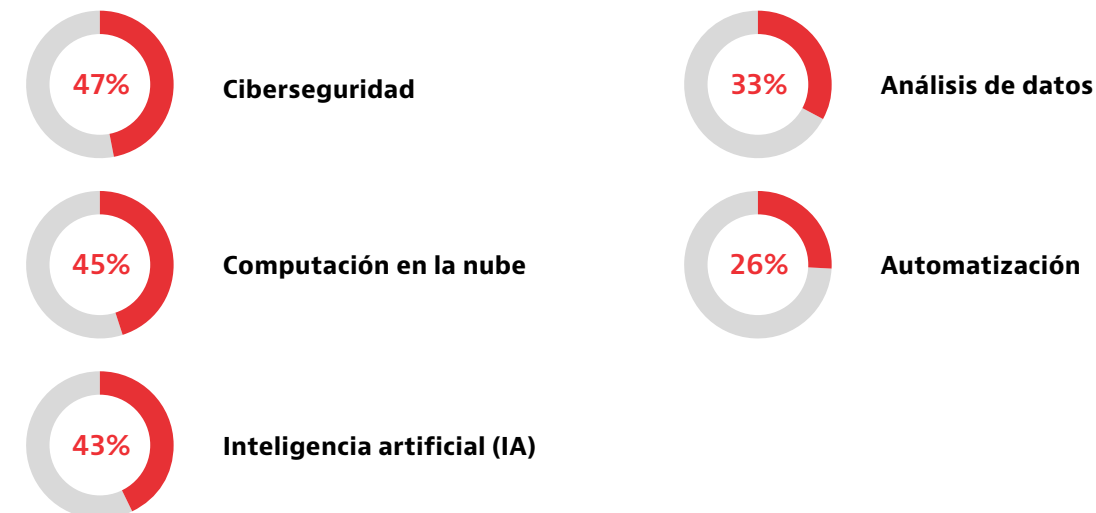 47%
Ciberseguridad
45%
Computación en la nube
43%
Inteligencia artificial (IA)
33%
Análisis de datos
26%
Automatización